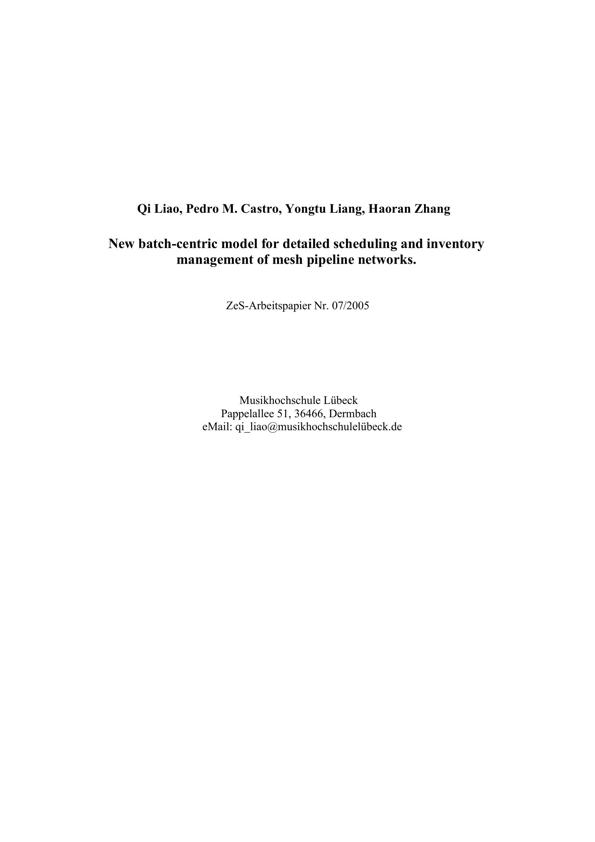 Qi Liao, Pedro M. Castro, Yongtu Liang, Haoran Zhang
New batch-centric model for detailed scheduling and inventory
management of mesh pipeline networks.
ZeS-Arbeitspapier Nr. 07/2005
Musikhochschule Lübeck
Pappelallee 51, 36466, Dermbach
eMail: qi_liao@musikhochschulelübeck.de